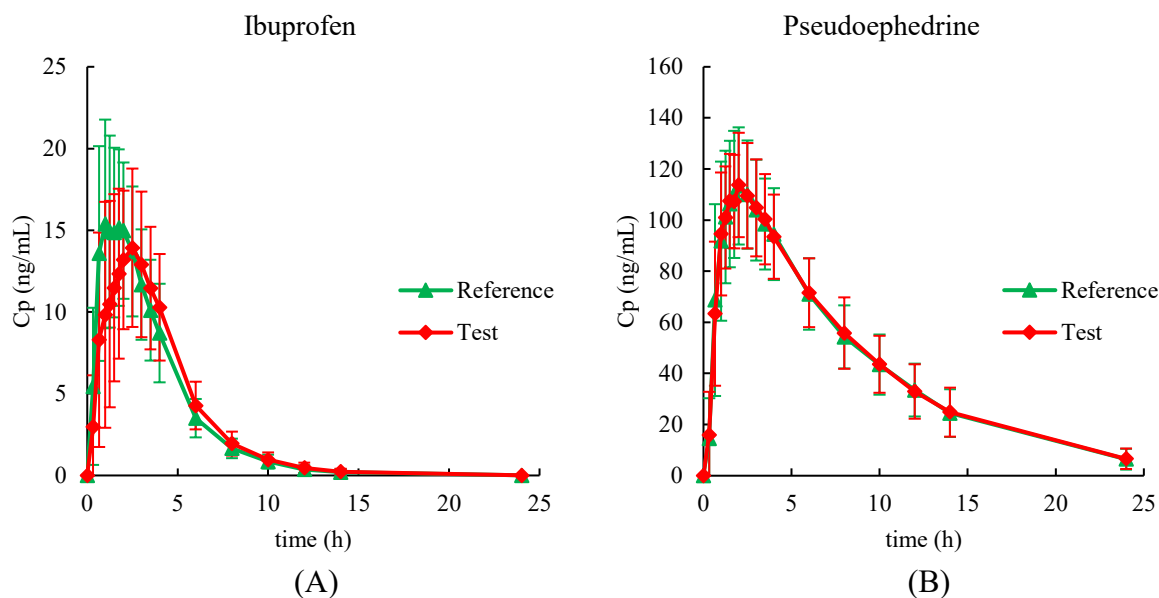 Ibuprofen
25
20
15
10
5
0
Cp (ng/mL)
0 5 10 15 20 25
time (h)
Reference
Test
(A)
Pseudoephedrine
160
140
120
100
80
60
40
20
0
Cp (ng/mL)
0 5 10 15 20 25
time (h)
Reference
Test
(B)